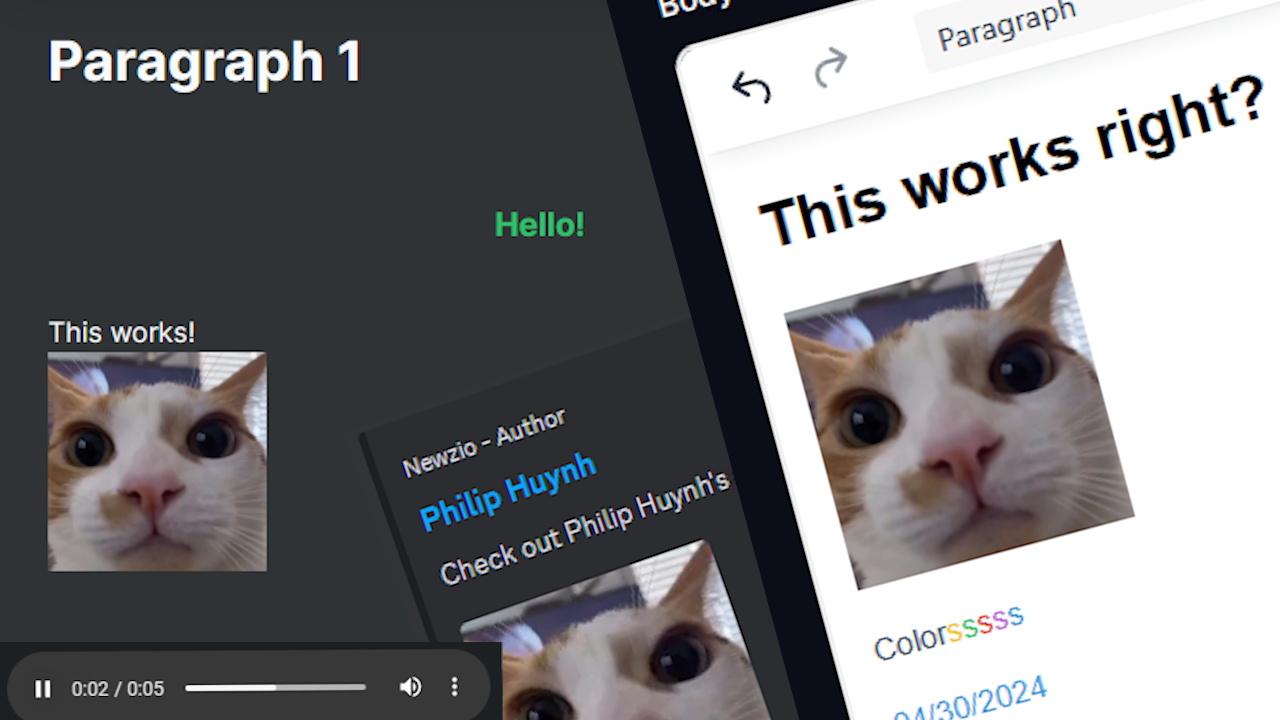 Paragraph 1
Hello!
This works!
Newzio - Author
Philip Huynh
Check out Philip Huynh's
0:02 / 0:05
Body
Paragraph
This works right?
Colorsssss
04/30/2024